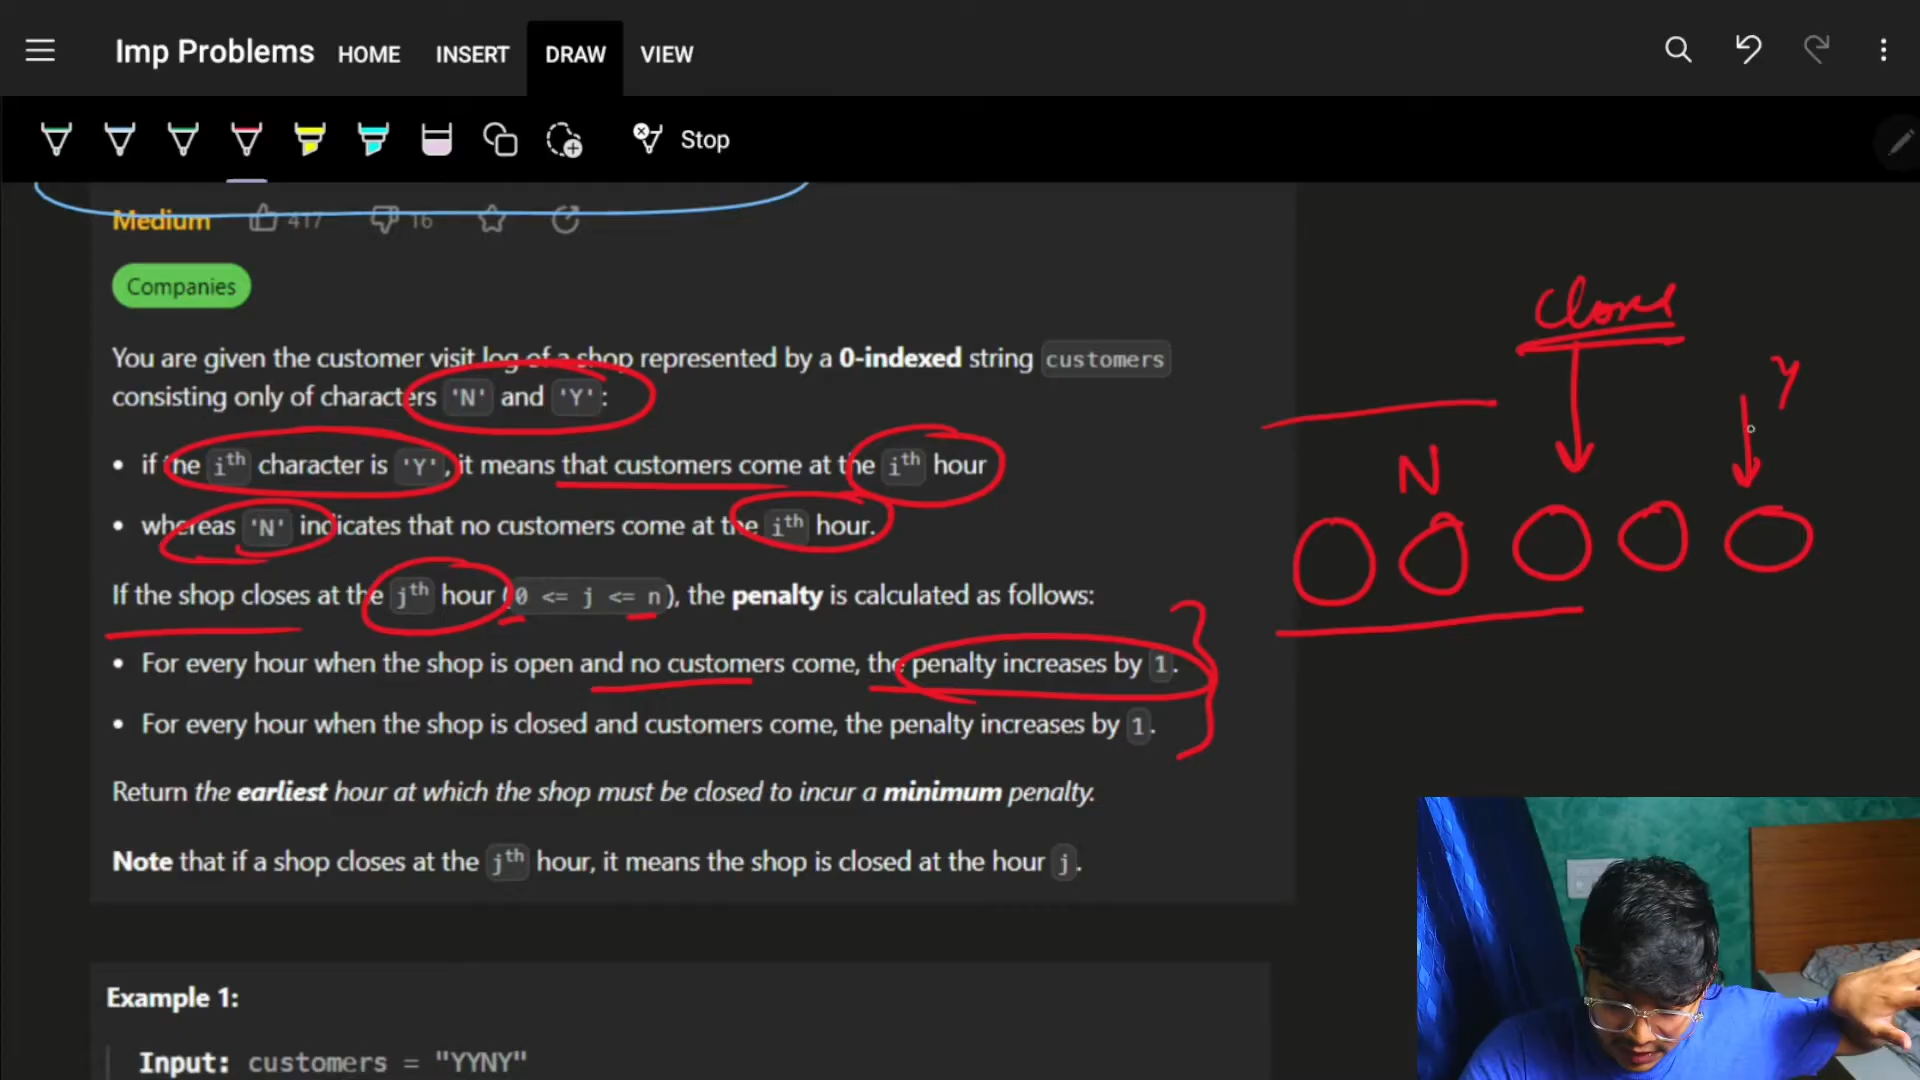 Imp Problems HOME INSERT DRAW VIEW
Stop
Medium 417 16
Companies
You are given the customer visit log of a shop represented by a 0-indexed string customers
consisting only of characters 'N' and 'Y':
• if the ith character is 'Y', it means that customers come at the ith hour
• whereas 'N' indicates that no customers come at the ith hour.
If the shop closes at the jth hour (0 <= j <= n), the penalty is calculated as follows:
• For every hour when the shop is open and no customers come, the penalty increases by 1.
• For every hour when the shop is closed and customers come, the penalty increases by 1.
Return the earliest hour at which the shop must be closed to incur a minimum penalty.
Note that if a shop closes at the jth hour, it means the shop is closed at the hour j.
Example 1:
Input: customers = "YYNY"
Close
Y
N